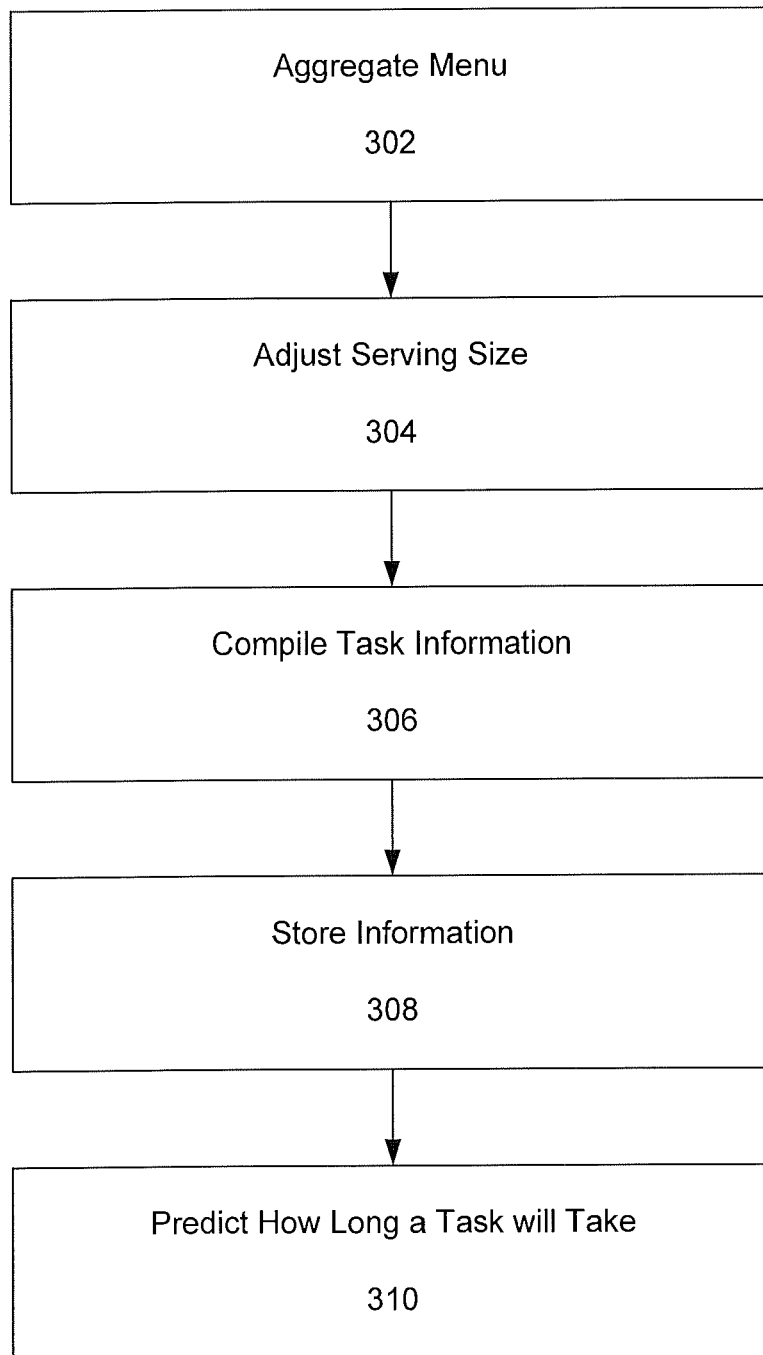 Aggregate Menu
302
Adjust Serving Size
304
Compile Task Information
306
Store Information
308
Predict How Long a Task will Take
310